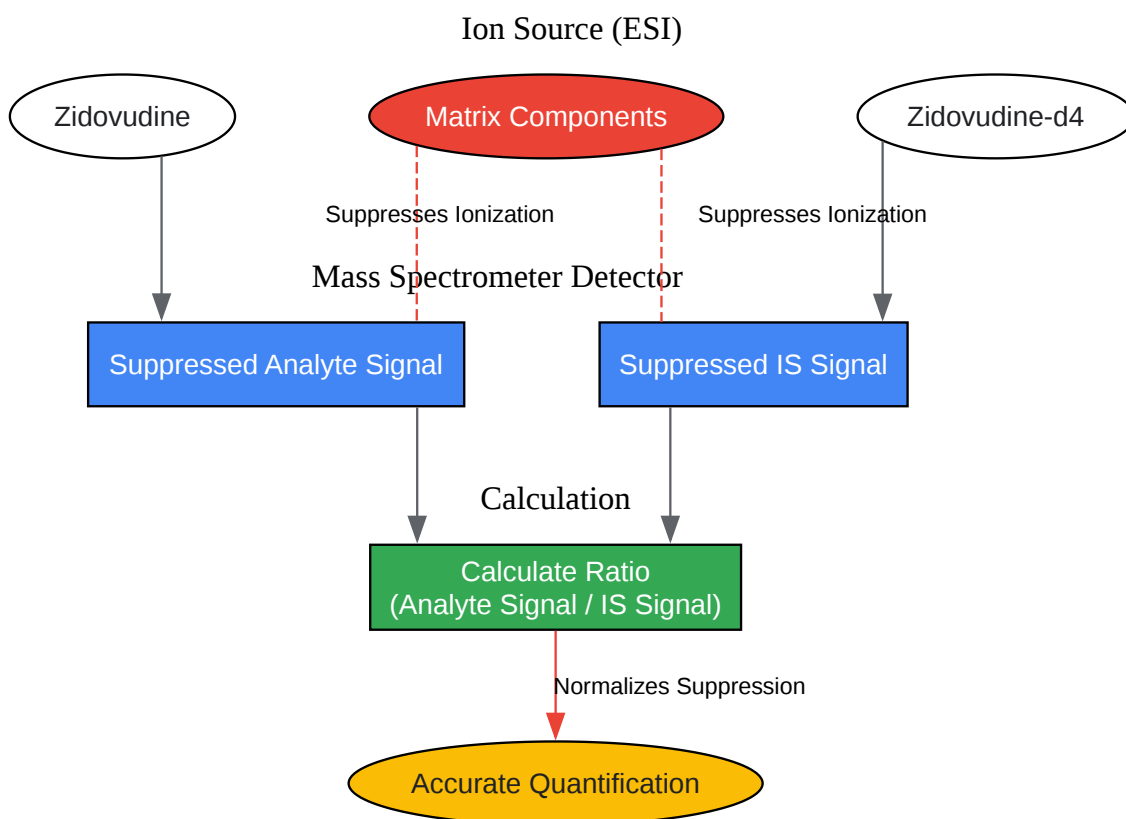 Ion Source (ESI)
Zidovudine
Matrix Components
Zidovudine-d4
Suppresses Ionization
Suppresses Ionization
Mass Spectrometer Detector
Suppressed Analyte Signal
Suppressed IS Signal
Calculation
Calculate Ratio
(Analyte Signal / IS Signal)
Normalizes Suppression
Accurate Quantification